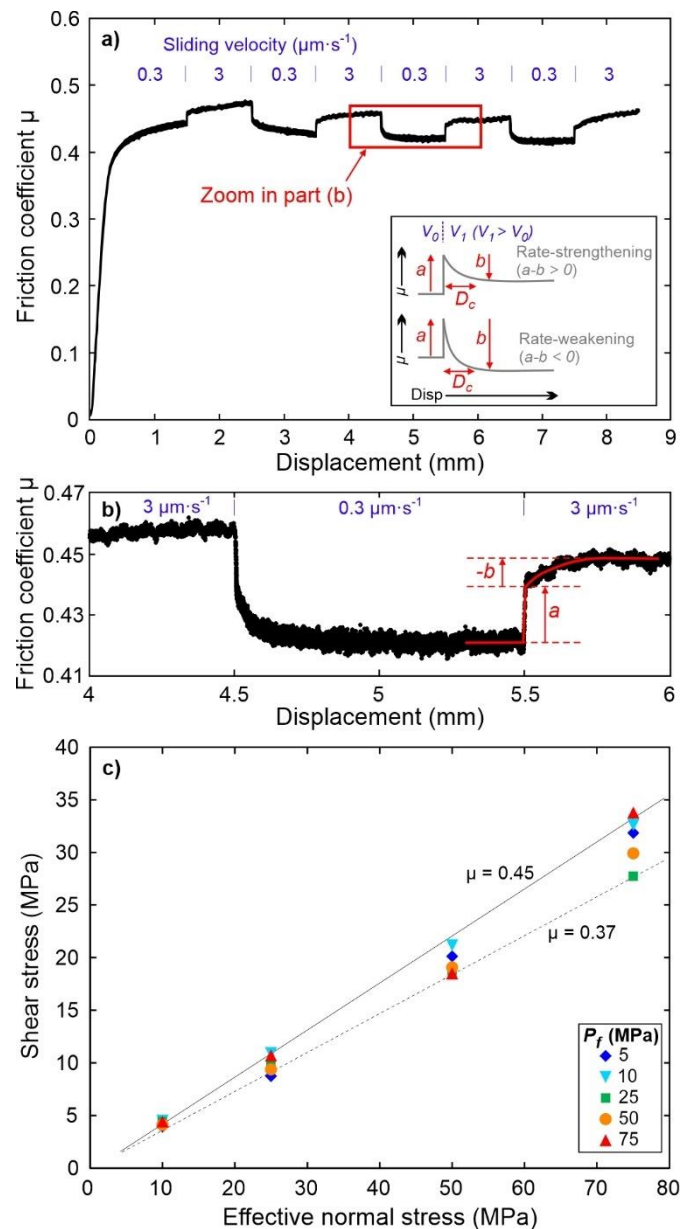 a)
Sliding velocity (µm·s⁻¹)
0.3 | 3 | 0.3 | 3 | 0.3 | 3 | 0.3 | 3
Friction coefficient µ
0.6
0.5
0.4
0.3
0.2
0.1
0
Zoom in part (b)
V₀ V₁ (V₁ > V₀)
µ
a
b
D_c
Rate-strengthening
(a-b > 0)
µ
a
b
D_c
Rate-weakening
(a-b < 0)
Disp
0 1 2 3 4 5 6 7 8 9
Displacement (mm)
b)
3 µm·s⁻¹ 0.3 µm·s⁻¹ 3 µm·s⁻¹
Friction coefficient µ
0.47
0.45
0.43
0.41
-b
a
4 4.5 5 5.5 6
Displacement (mm)
c)
Shear stress (MPa)
40
35
30
25
20
15
10
5
0
µ = 0.45
µ = 0.37
P_f (MPa)
5
10
25
50
75
0 10 20 30 40 50 60 70 80
Effective normal stress (MPa)